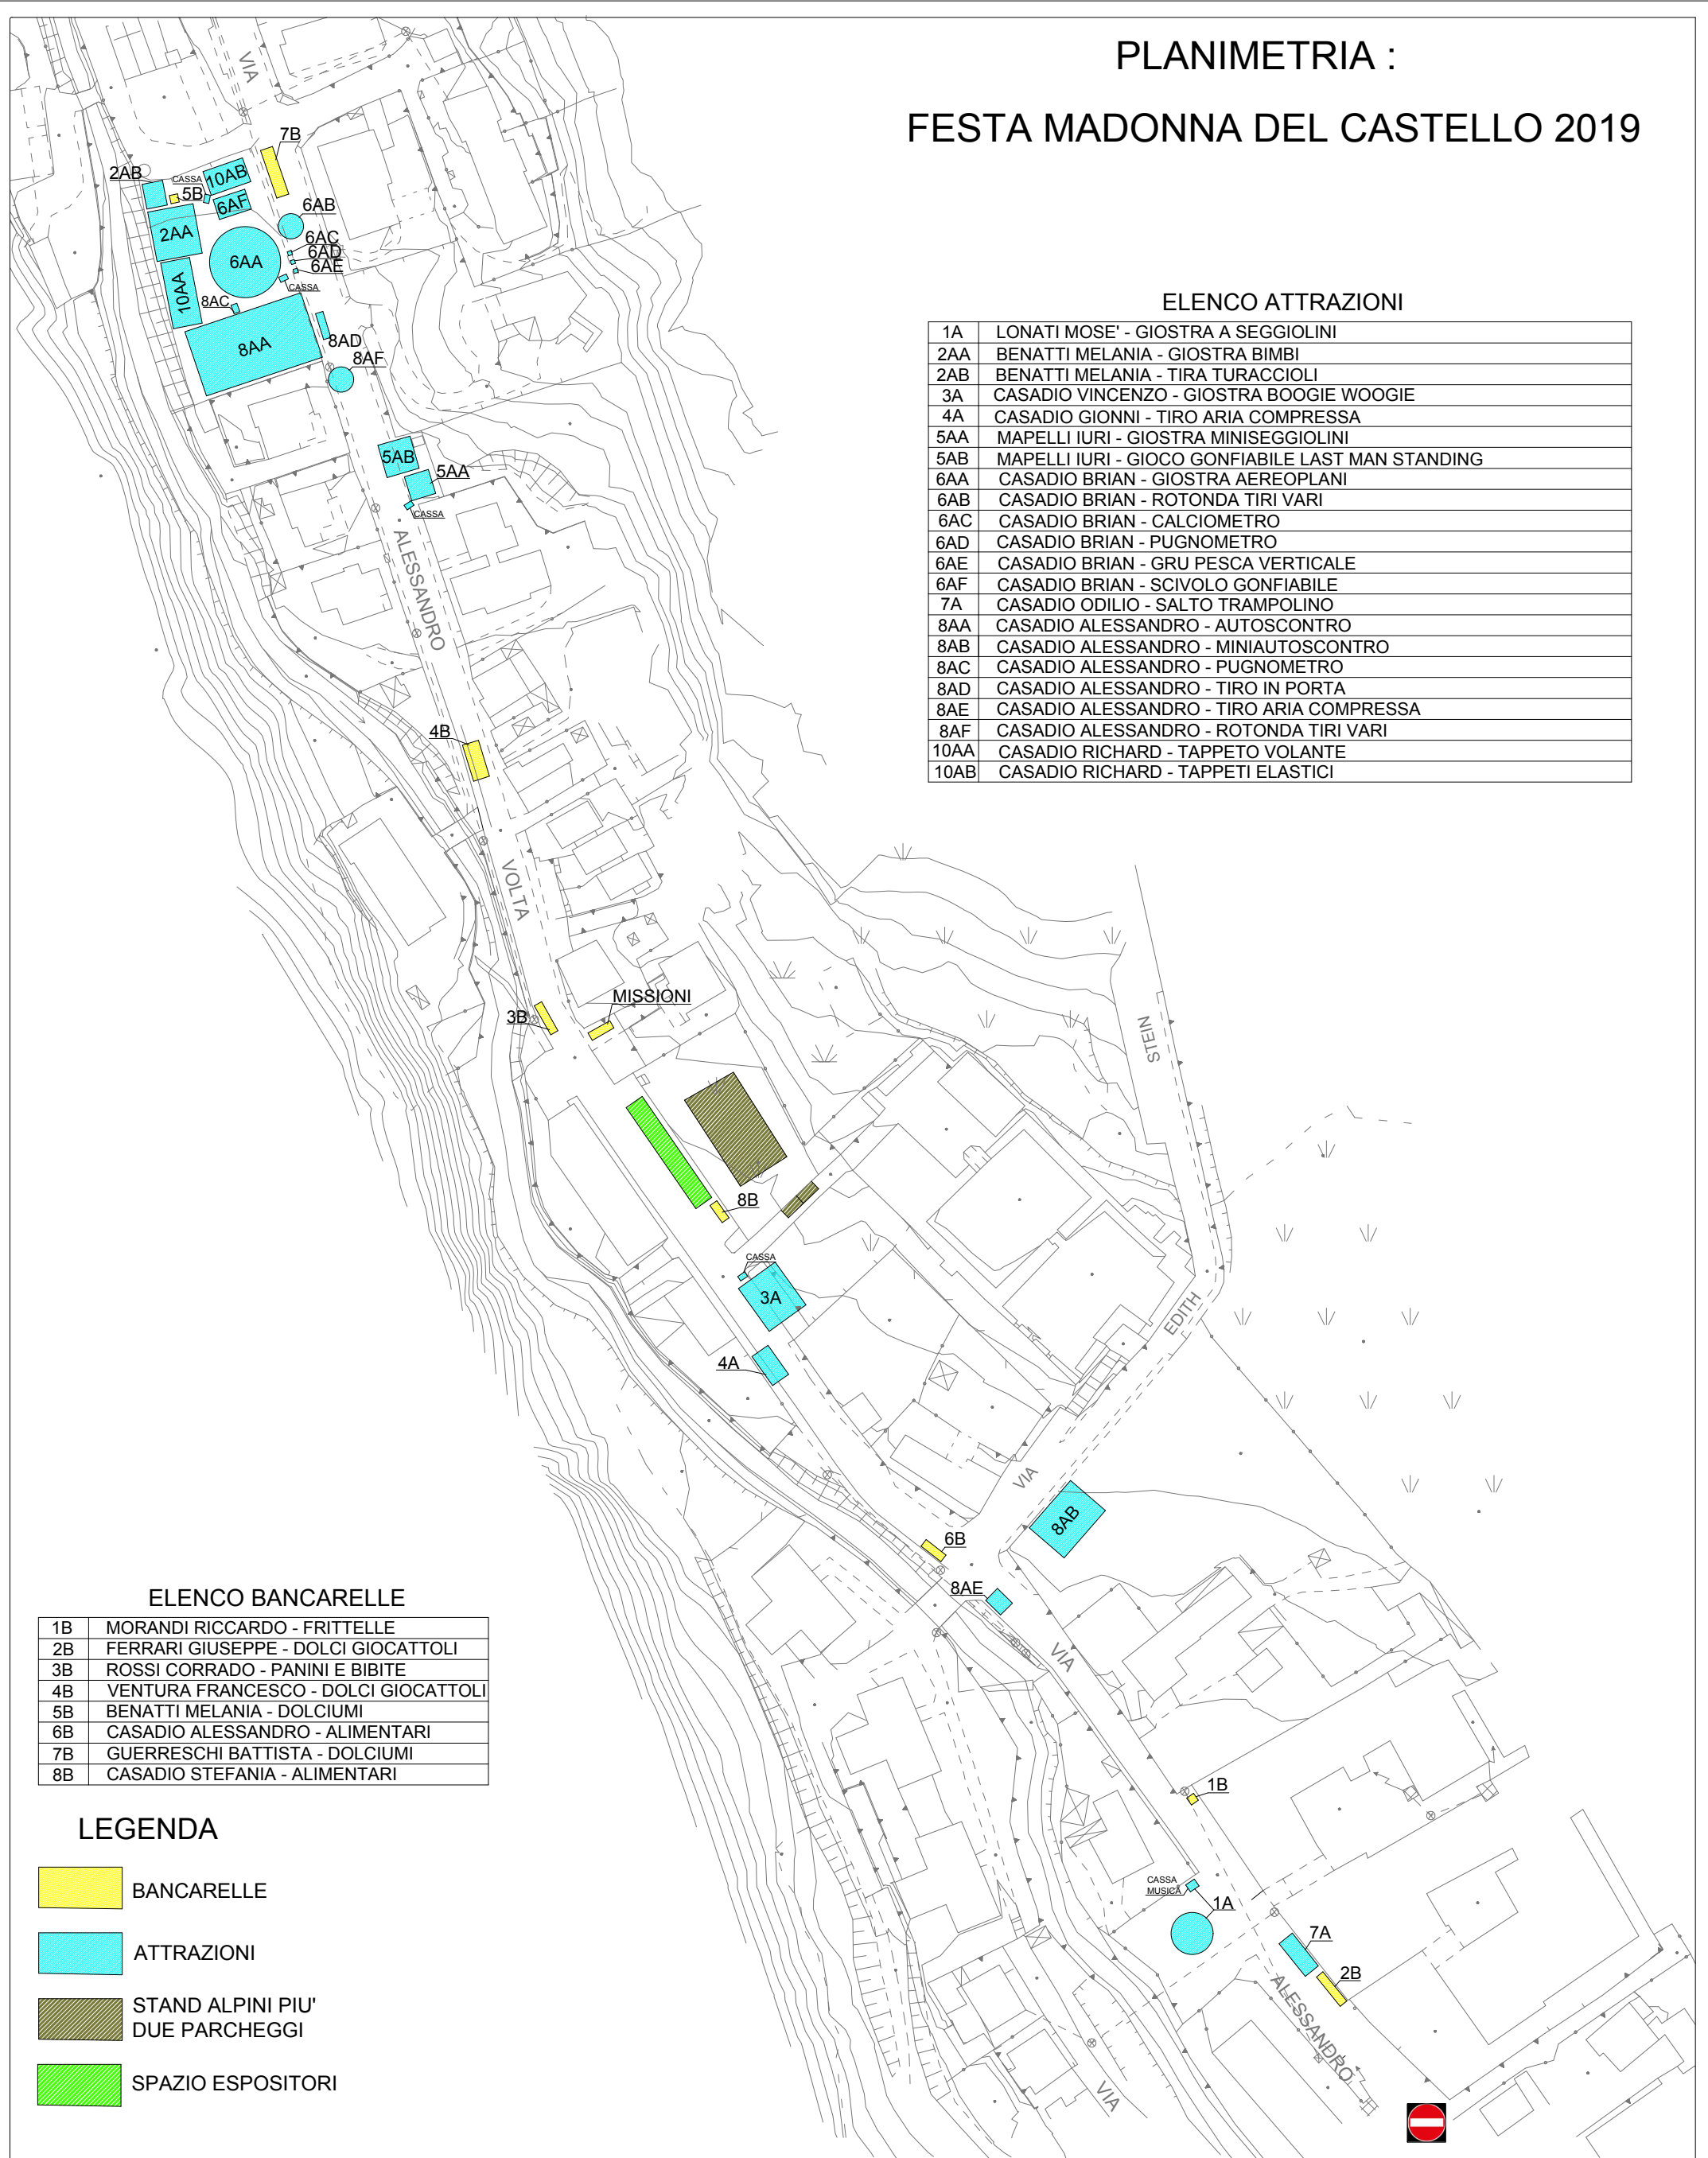 PLANIMETRIA :
FESTA MADONNA DEL CASTELLO 2019
VIA
7B
2AB
CASSA
10AB
5B
6AF
6AB
2AA
6AC
6AD
6AE
6AA
CASSA
10AA
8AC
8AD
8AA
8AF
5AB
5AA
CASSA
ALESSANDRO
4B
VOLTA
MISSIONI
3B
STEIN
8B
CASSA
3A
EDITH
4A
VIA
8AB
6B
8AE
VIA
1B
CASSA
MUSICA
1A
7A
2B
ALESSANDRO
VIA
ELENCO ATTRAZIONI
1A LONATI MOSE' - GIOSTRA A SEGGIOLINI
2AA BENATTI MELANIA - GIOSTRA BIMBI
2AB BENATTI MELANIA - TIRA TURACCIOLI
3A CASADIO VINCENZO - GIOSTRA BOOGIE WOOGIE
4A CASADIO GIONNI - TIRO ARIA COMPRESSA
5AA MAPELLI IURI - GIOSTRA MINISEGGIOLINI
5AB MAPELLI IURI - GIOCO GONFIABILE LAST MAN STANDING
6AA CASADIO BRIAN - GIOSTRA AEREOPLANI
6AB CASADIO BRIAN - ROTONDA TIRI VARI
6AC CASADIO BRIAN - CALCIOMETRO
6AD CASADIO BRIAN - PUGNOMETRO
6AE CASADIO BRIAN - GRU PESCA VERTICALE
6AF CASADIO BRIAN - SCIVOLO GONFIABILE
7A CASADIO ODILIO - SALTO TRAMPOLINO
8AA CASADIO ALESSANDRO - AUTOSCONTRO
8AB CASADIO ALESSANDRO - MINIAUTOSCONTRO
8AC CASADIO ALESSANDRO - PUGNOMETRO
8AD CASADIO ALESSANDRO - TIRO IN PORTA
8AE CASADIO ALESSANDRO - TIRO ARIA COMPRESSA
8AF CASADIO ALESSANDRO - ROTONDA TIRI VARI
10AA CASADIO RICHARD - TAPPETO VOLANTE
10AB CASADIO RICHARD - TAPPETI ELASTICI
ELENCO BANCARELLE
1B MORANDI RICCARDO - FRITTELLE
2B FERRARI GIUSEPPE - DOLCI GIOCATTOLI
3B ROSSI CORRADO - PANINI E BIBITE
4B VENTURA FRANCESCO - DOLCI GIOCATTOLI
5B BENATTI MELANIA - DOLCIUMI
6B CASADIO ALESSANDRO - ALIMENTARI
7B GUERRESCHI BATTISTA - DOLCIUMI
8B CASADIO STEFANIA - ALIMENTARI
LEGENDA
BANCARELLE
ATTRAZIONI
STAND ALPINI PIU'
DUE PARCHEGGI
SPAZIO ESPOSITORI